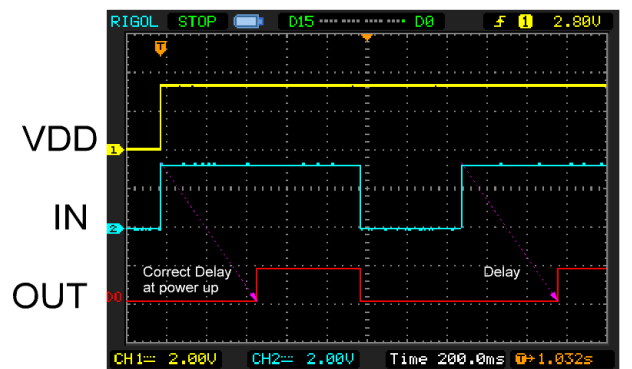 RIGOL STOP D15 D0 1 2.80V
T
VDD
1
IN
2
Correct Delay
at power up
Delay
OUT
D0
CH1 2.00V CH2 2.00V Time 200.0ms T 1.032s